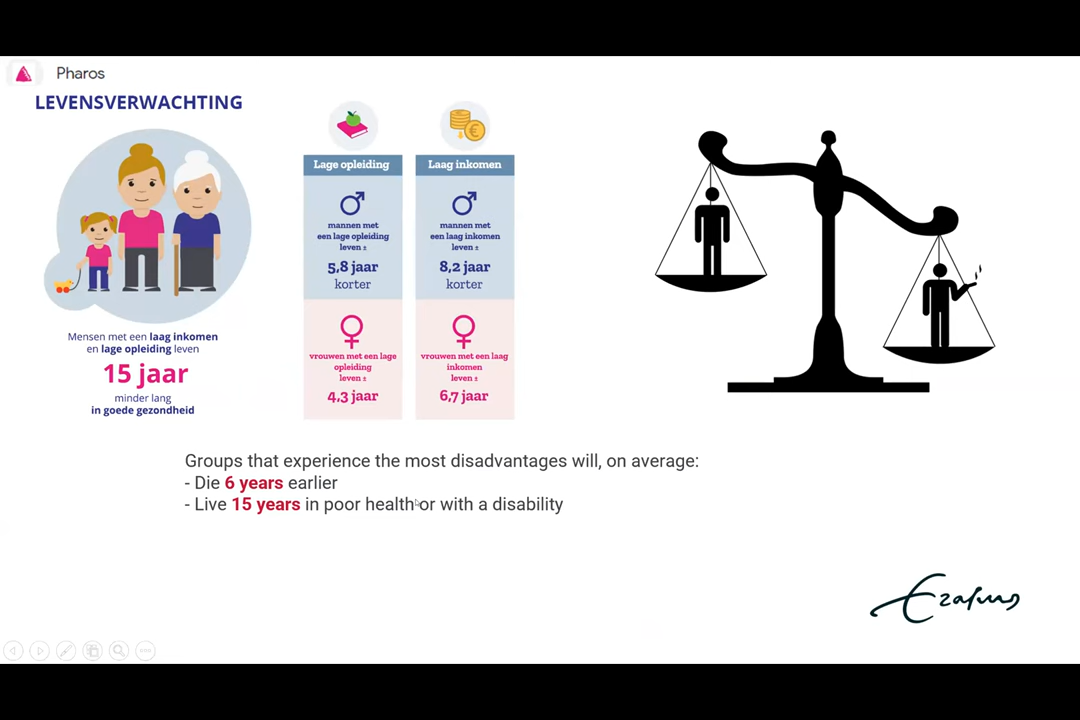 Pharos
LEVENSVERWACHTING
Mensen met een laag inkomen
en lage opleiding leven
15 jaar
minder lang
in goede gezondheid
Lage opleiding
mannen met
een lage opleiding
leven ±
5,8 jaar
korter
vrouwen met een lage
opleiding
leven ±
4,3 jaar
Laag inkomen
mannen met
een laag inkomen
leven ±
8,2 jaar
korter
vrouwen met een laag
inkomen
leven ±
6,7 jaar
Groups that experience the most disadvantages will, on average:
- Die 6 years earlier
- Live 15 years in poor health or with a disability
Erasmus